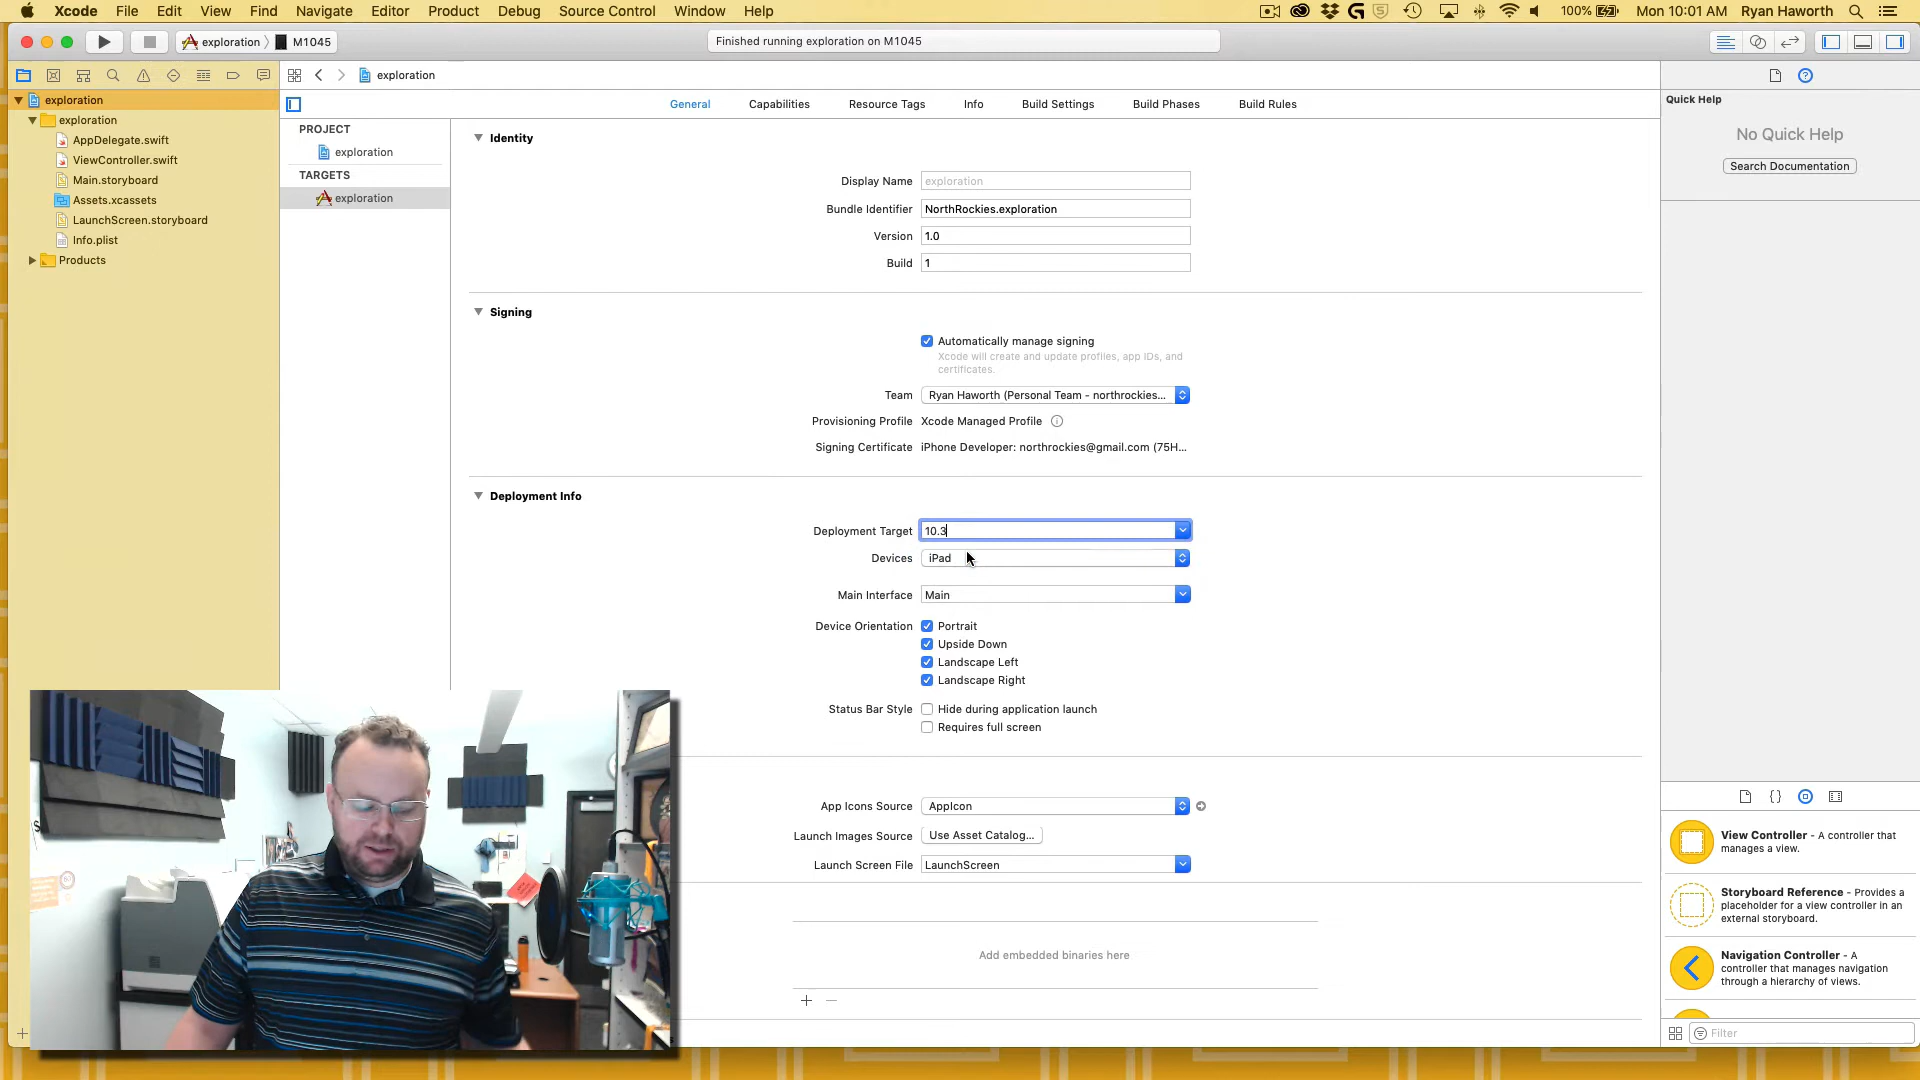 Xcode File Edit View Find Navigate Editor Product Debug Source Control Window Help 100% Mon 10:01 AM Ryan Haworth
exploration M1045 Finished running exploration on M1045
exploration
exploration
exploration
AppDelegate.swift
ViewController.swift
Main.storyboard
Assets.xcassets
LaunchScreen.storyboard
Info.plist
Products
General Capabilities Resource Tags Info Build Settings Build Phases Build Rules
PROJECT
exploration
TARGETS
exploration
Identity
Display Name exploration
Bundle Identifier NorthRockies.exploration
Version 1.0
Build 1
Signing
Automatically manage signing
Xcode will create and update profiles, app IDs, and
certificates.
Team Ryan Haworth (Personal Team - northrockies...
Provisioning Profile Xcode Managed Profile
Signing Certificate iPhone Developer: northrockies@gmail.com (75H...
Deployment Info
Deployment Target 10.3
Devices iPad
Main Interface Main
Device Orientation Portrait
Upside Down
Landscape Left
Landscape Right
Status Bar Style Hide during application launch
Requires full screen
App Icons Source AppIcon
Launch Images Source Use Asset Catalog...
Launch Screen File LaunchScreen
Add embedded binaries here
Quick Help
No Quick Help
Search Documentation
View Controller - A controller that
manages a view.
Storyboard Reference - Provides a
placeholder for a view controller in an
external storyboard.
Navigation Controller - A
controller that manages navigation
through a hierarchy of views.
Filter